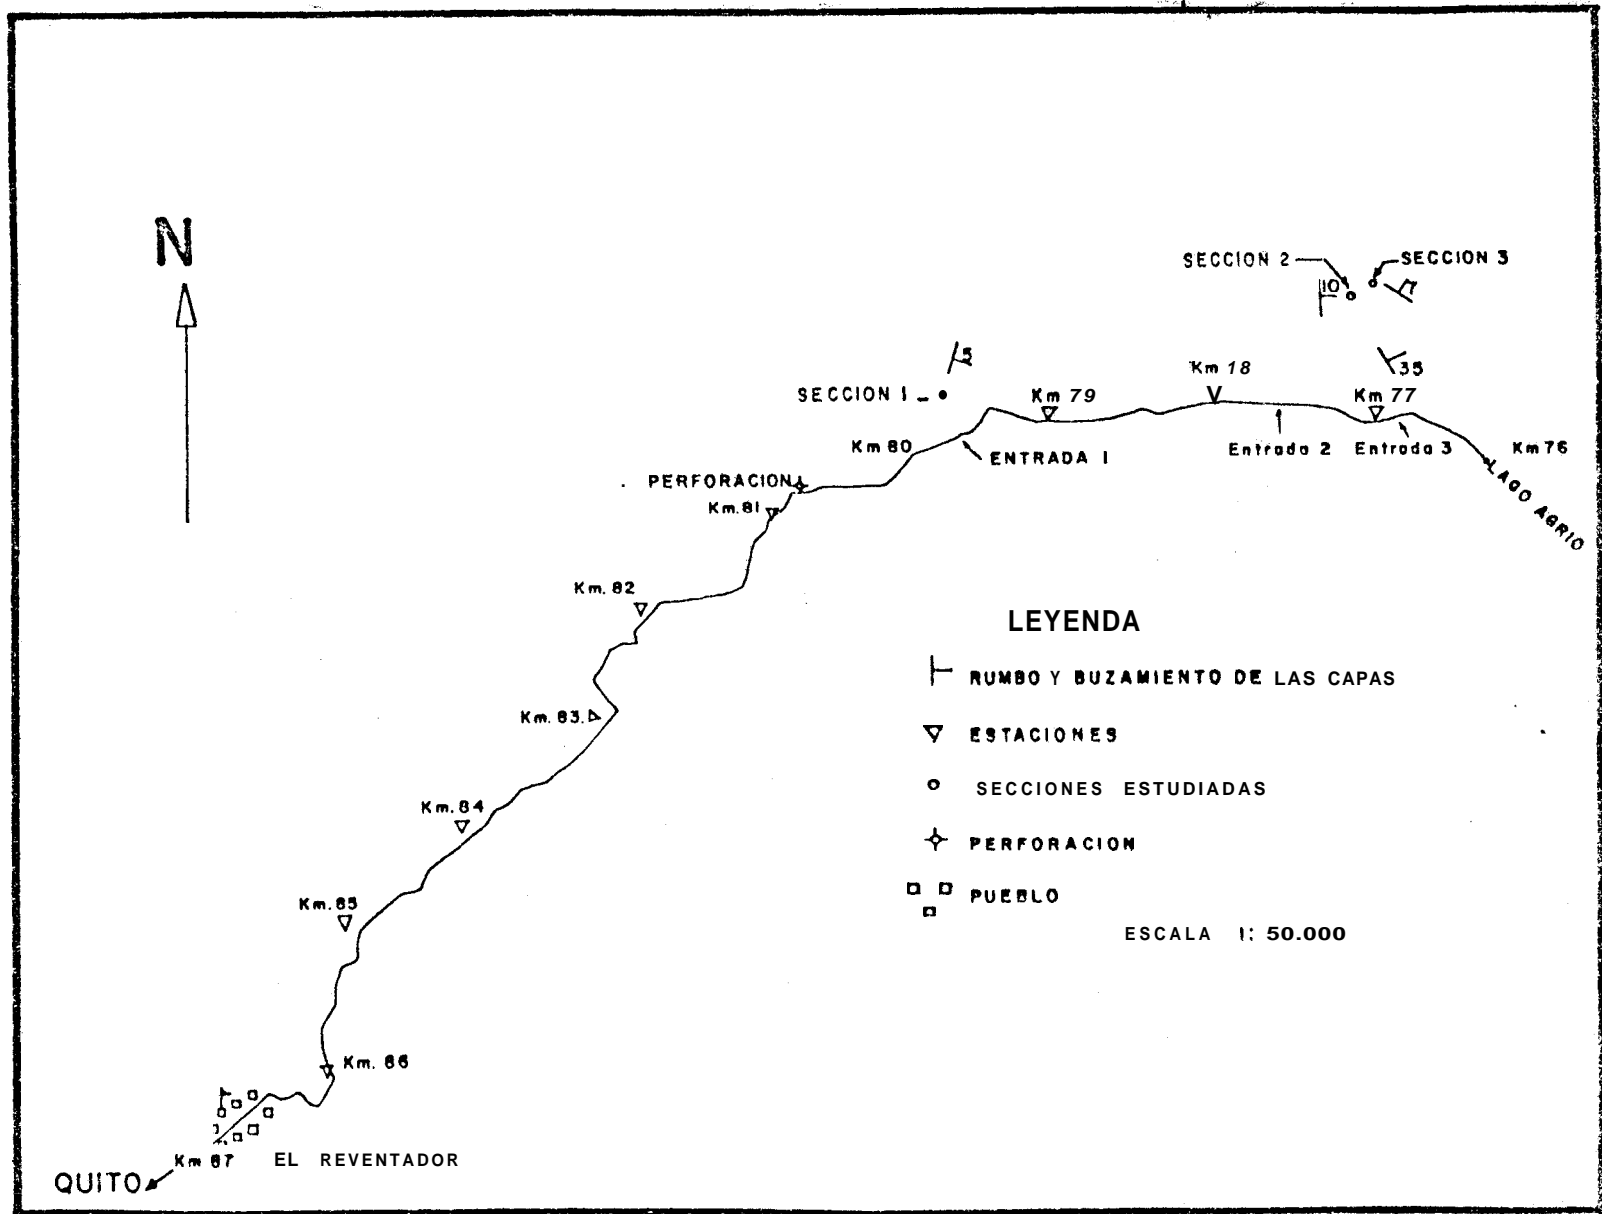 N
SECCION 2
SECCION 3
10
7
5
35
SECCION 1
Km 79
Km 18
Km 77
Km 80
ENTRADA 1
Entrada 2
Entrada 3
Km 76
LAGO AGRIO
PERFORACION
Km. 81
Km. 82
LEYENDA
RUMBO Y BUZAMIENTO DE LAS CAPAS
Km. 83.
ESTACIONES
SECCIONES ESTUDIADAS
Km. 84
PERFORACION
PUEBLO
Km. 85
ESCALA 1: 50.000
Km. 86
Km 87
EL REVENTADOR
QUITO